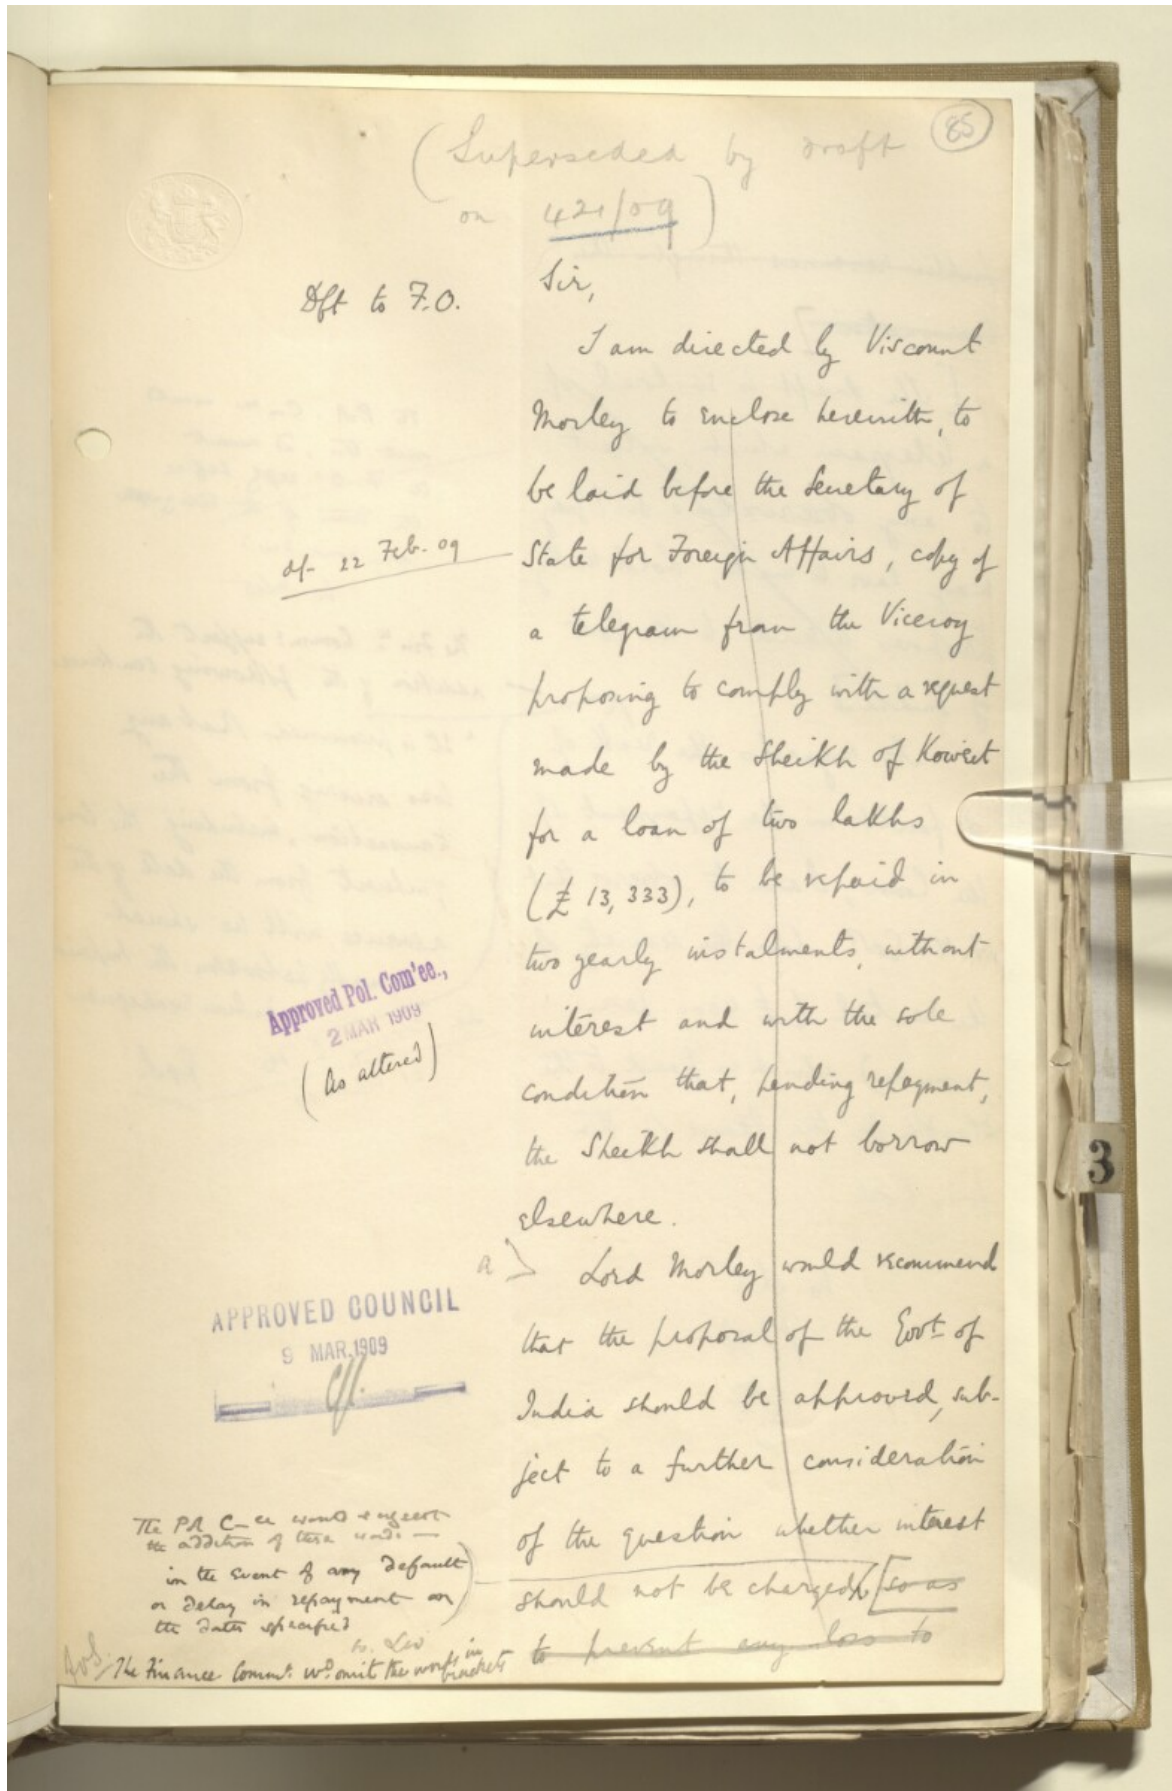 85
(Superseded by draft
on 421/09)
Dft to F.O.
Sir,
I am directed by Viscount
Morley to enclose herewith, to
be laid before the Secretary of
df- 22 Feb. 09
State for Foreign Affairs, copy of
a telegram from the Viceroy
proposing to comply with a request
made by the Sheikh of Koweit
for a loan of two lakhs
(£ 13,333), to be repaid in
two yearly instalments, without
interest and with the sole
condition that, pending repayment,
the Sheikh shall not borrow
elsewhere.
Approved Pol. Com'ee.,
2 MAR 1909
(As altered)
3
a > Lord Morley would recommend
that the proposal of the Govt. of
India should be approved, sub-
ject to a further consideration
of the question whether interest
should not be charged [so as
to prevent any loss to
APPROVED COUNCIL
9 MAR. 1909
The Pol. C-ee would suggest
the addition of these words —
in the event of any default
or delay in repayment on
the dates specified
The Finance Commee. wd. omit the words in
brackets